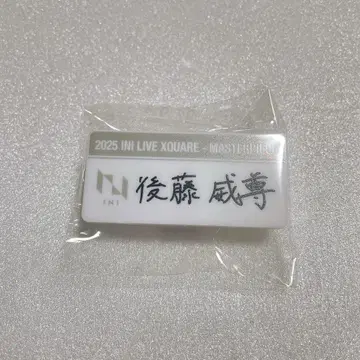 2025 INI LIVE XQUARE - MASTERPIECE
INI
後藤 威尊